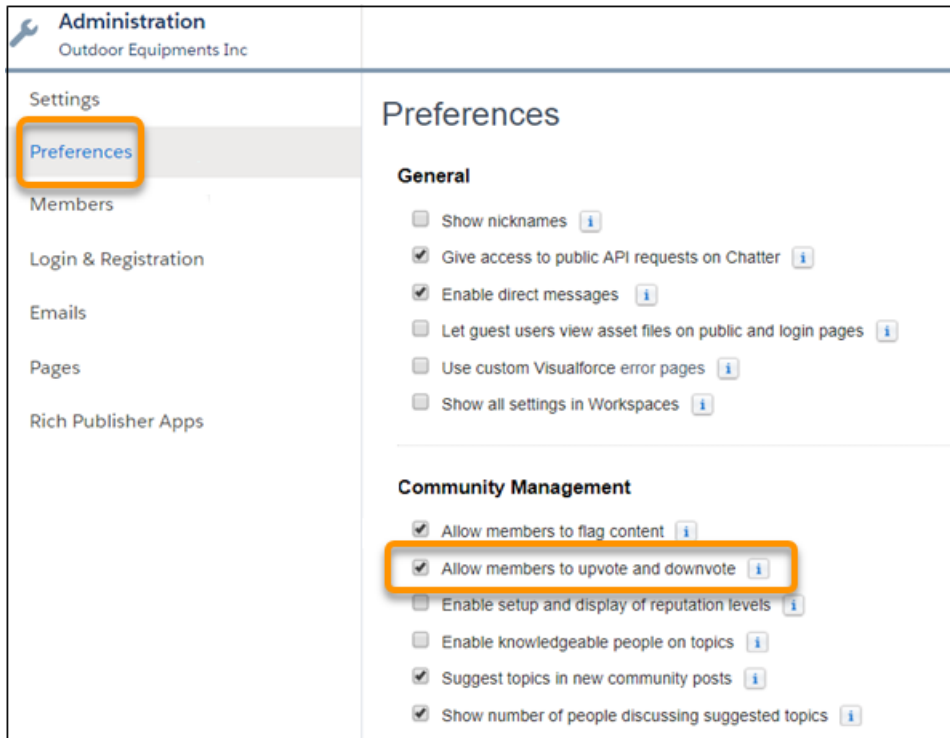 Administration
Outdoor Equipments Inc
Settings
Preferences
Members
Login & Registration
Emails
Pages
Rich Publisher Apps
Preferences
General
Show nicknames i
Give access to public API requests on Chatter i
Enable direct messages i
Let guest users view asset files on public and login pages i
Use custom Visualforce error pages i
Show all settings in Workspaces i
Community Management
Allow members to flag content i
Allow members to upvote and downvote i
Enable setup and display of reputation levels i
Enable knowledgeable people on topics i
Suggest topics in new community posts i
Show number of people discussing suggested topics i